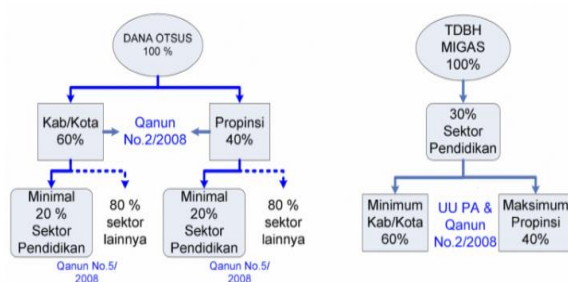 DANA OTSUS
100 %
Kab/Kota
60%
Qanun
No.2/2008
Propinsi
40%
Minimal
20 %
Sektor
Pendidikan
80 %
sektor
lainnya
Qanun No.5/
2008
Minimal
20%
Sektor
Pendidikan
80 %
sektor
lainnya
Qanun No.5/
2008
TDBH
MIGAS
100%
30%
Sektor
Pendidikan
Minimum
Kab/Kota
60%
UU PA &
Qanun
No.2/2008
Maksimum
Propinsi
40%